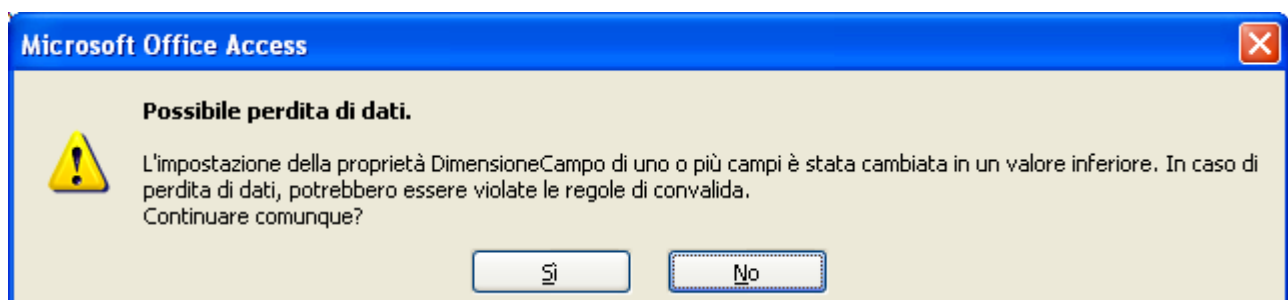 Microsoft Office Access
Possibile perdita di dati.
L'impostazione della proprietà DimensioneCampo di uno o più campi è stata cambiata in un valore inferiore. In caso di
perdita di dati, potrebbero essere violate le regole di convalida.
Continuare comunque?
Sì No